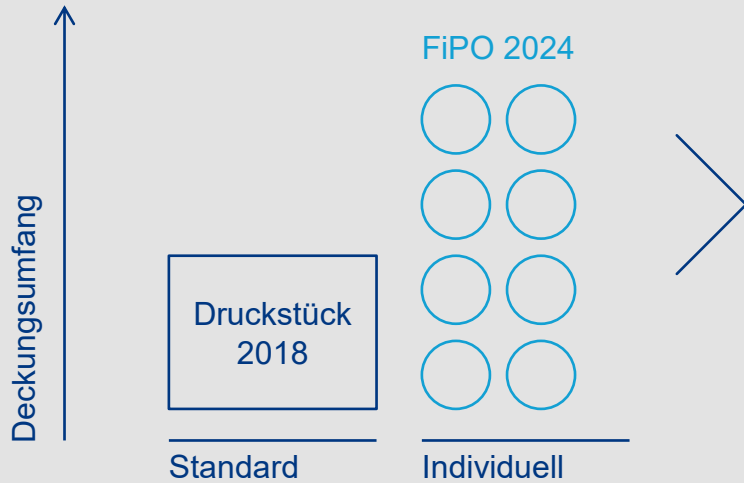 FiPO 2024
Deckungsumfang
Druckstück
2018
Standard
Individuell